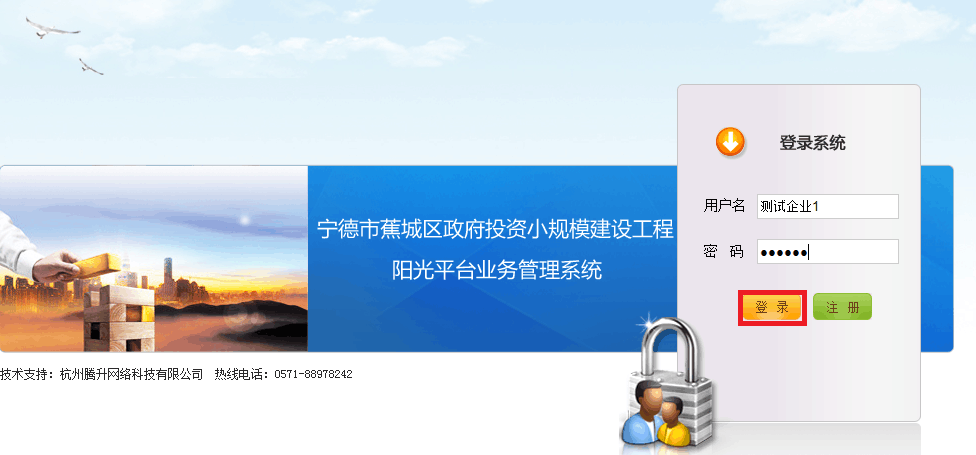 登录系统
用户名 测试企业1
宁德市蕉城区政府投资小规模建设工程
阳光平台业务管理系统
密 码 ●●●●●●
登 录 注 册
技术支持：杭州腾升网络科技有限公司 热线电话：0571-88978242